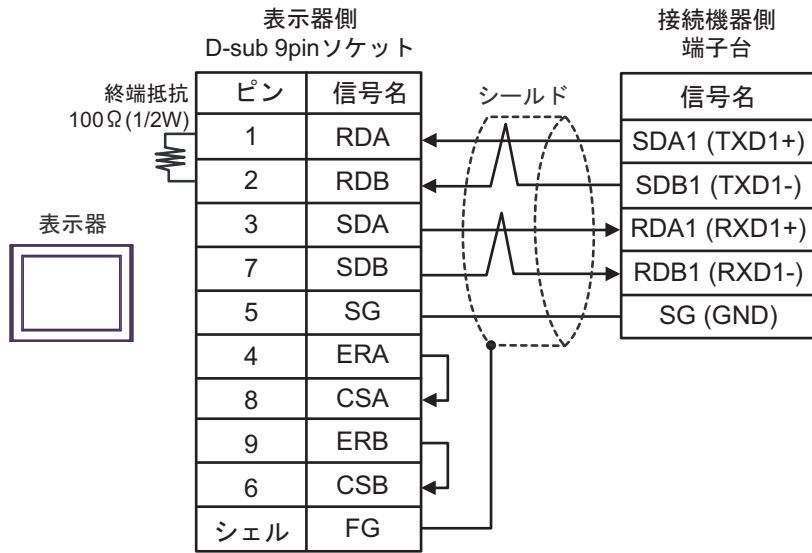 表示器側
D-sub 9pinソケット
接続機器側
端子台
終端抵抗
100Ω(1/2W)
表示器
ピン 信号名
1 RDA
2 RDB
3 SDA
7 SDB
5 SG
4 ERA
8 CSA
9 ERB
6 CSB
シェル FG
シールド
信号名
SDA1 (TXD1+)
SDB1 (TXD1-)
RDA1 (RXD1+)
RDB1 (RXD1-)
SG (GND)